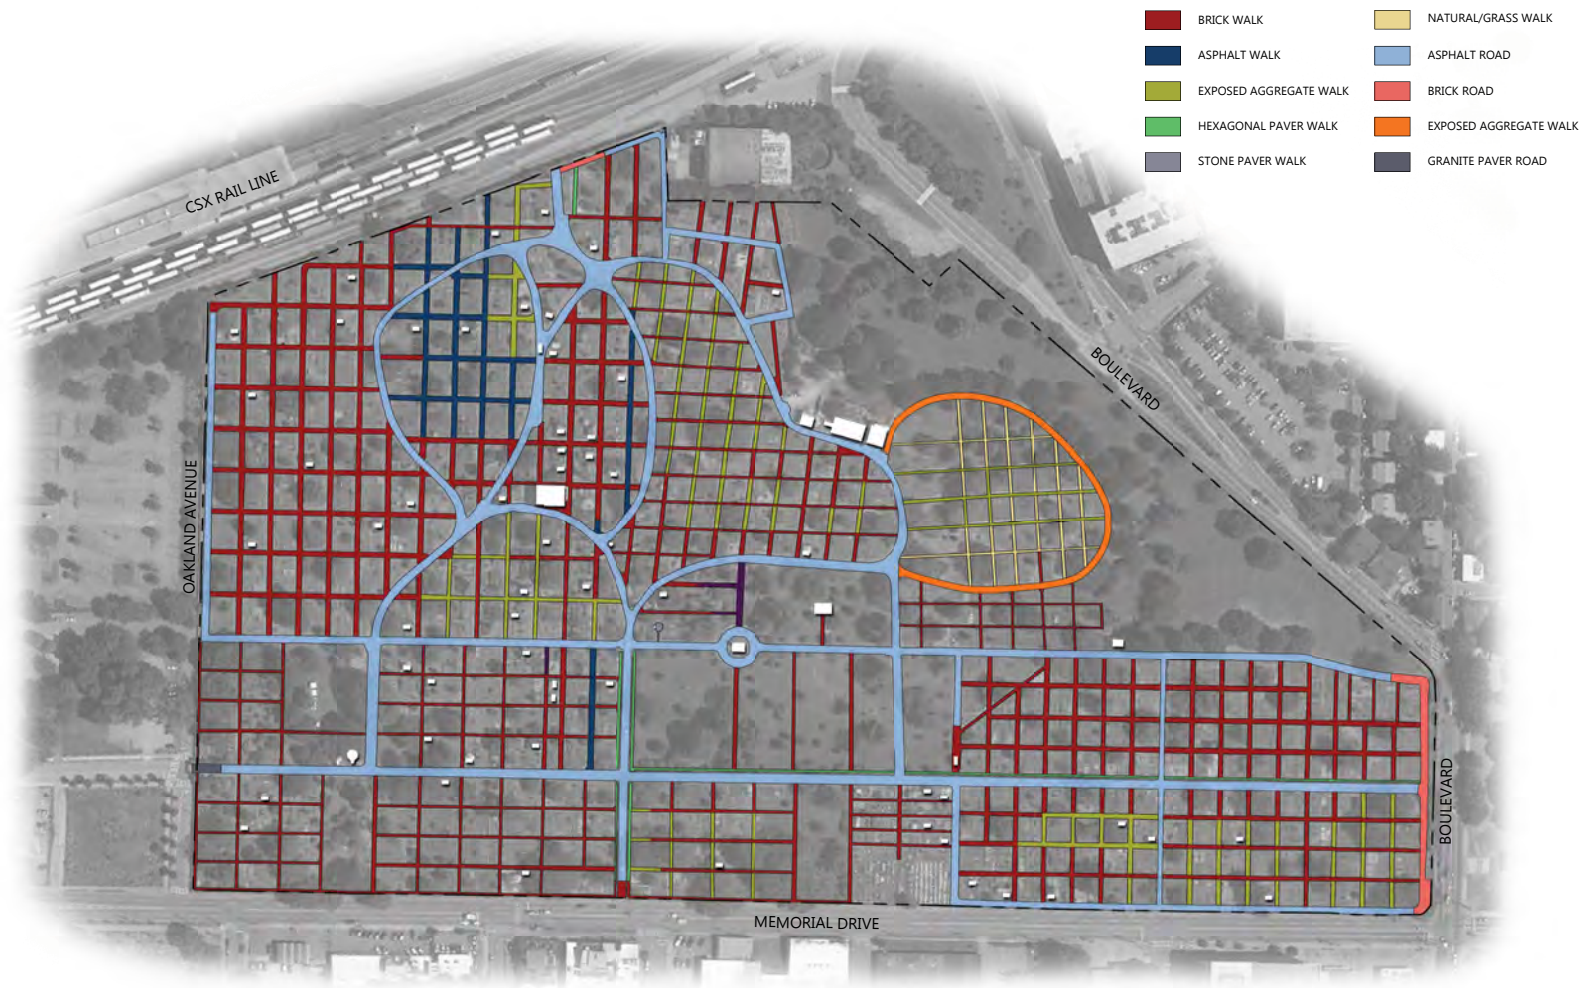 BRICK WALK
ASPHALT WALK
EXPOSED AGGREGATE WALK
HEXAGONAL PAVER WALK
STONE PAVER WALK
NATURAL/GRASS WALK
ASPHALT ROAD
BRICK ROAD
EXPOSED AGGREGATE WALK
GRANITE PAVER ROAD
CSX RAIL LINE
BOULEVARD
OAKLAND AVENUE
BOULEVARD
MEMORIAL DRIVE